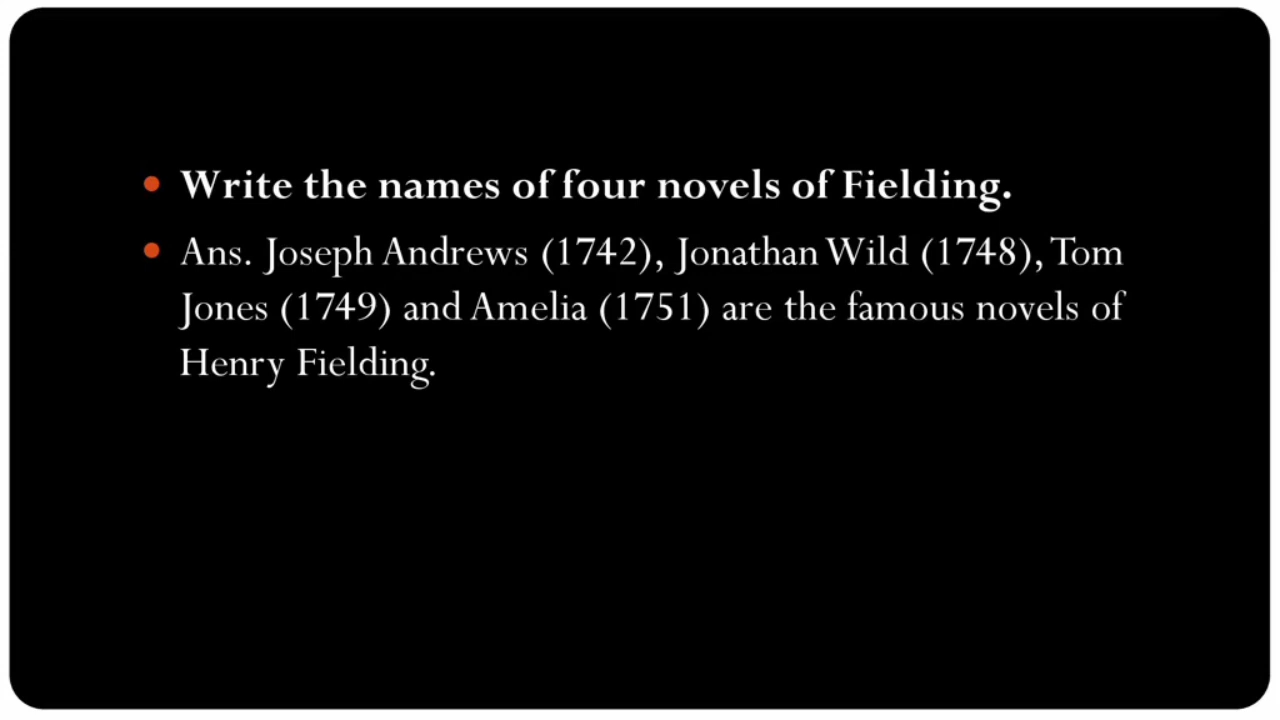 Write the names of four novels of Fielding.
Ans. Joseph Andrews (1742), Jonathan Wild (1748), Tom
Jones (1749) and Amelia (1751) are the famous novels of
Henry Fielding.